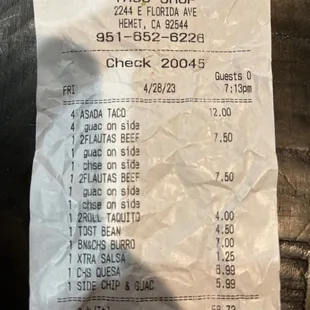 2244 E FLORIDA AVE
HEMET, CA 92544
951-652-6226
Check 20045
Guests 0
FRI 4/28/23 7:13pm
4 ASADA TACO 12.00
4 guac on side
1 2FLAUTAS BEEF 7.50
1 guac on side
1 chse on side
1 2FLAUTAS BEEF 7.50
1 guac on side
1 chse on side
1 2ROLL TAQUITO 4.00
1 TOST BEAN 4.50
1 BN&CHS BURRO 7.00
1 XTRA SALSA 1.25
1 CHS QUESA 8.99
1 SIDE CHIP & GUAC 5.99